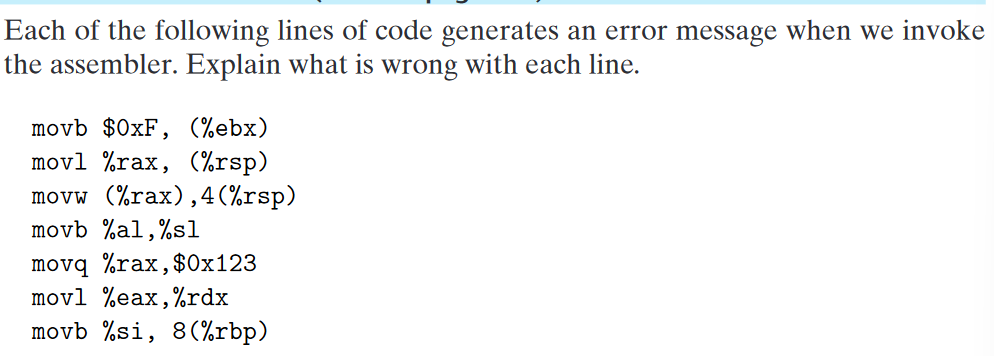 Each of the following lines of code generates an error message when we invoke
the assembler. Explain what is wrong with each line.
movb $0xF, (%ebx)
movl %rax, (%rsp)
movw (%rax),4(%rsp)
movb %al,%sl
movq %rax,$0x123
movl %eax,%rdx
movb %si, 8(%rbp)